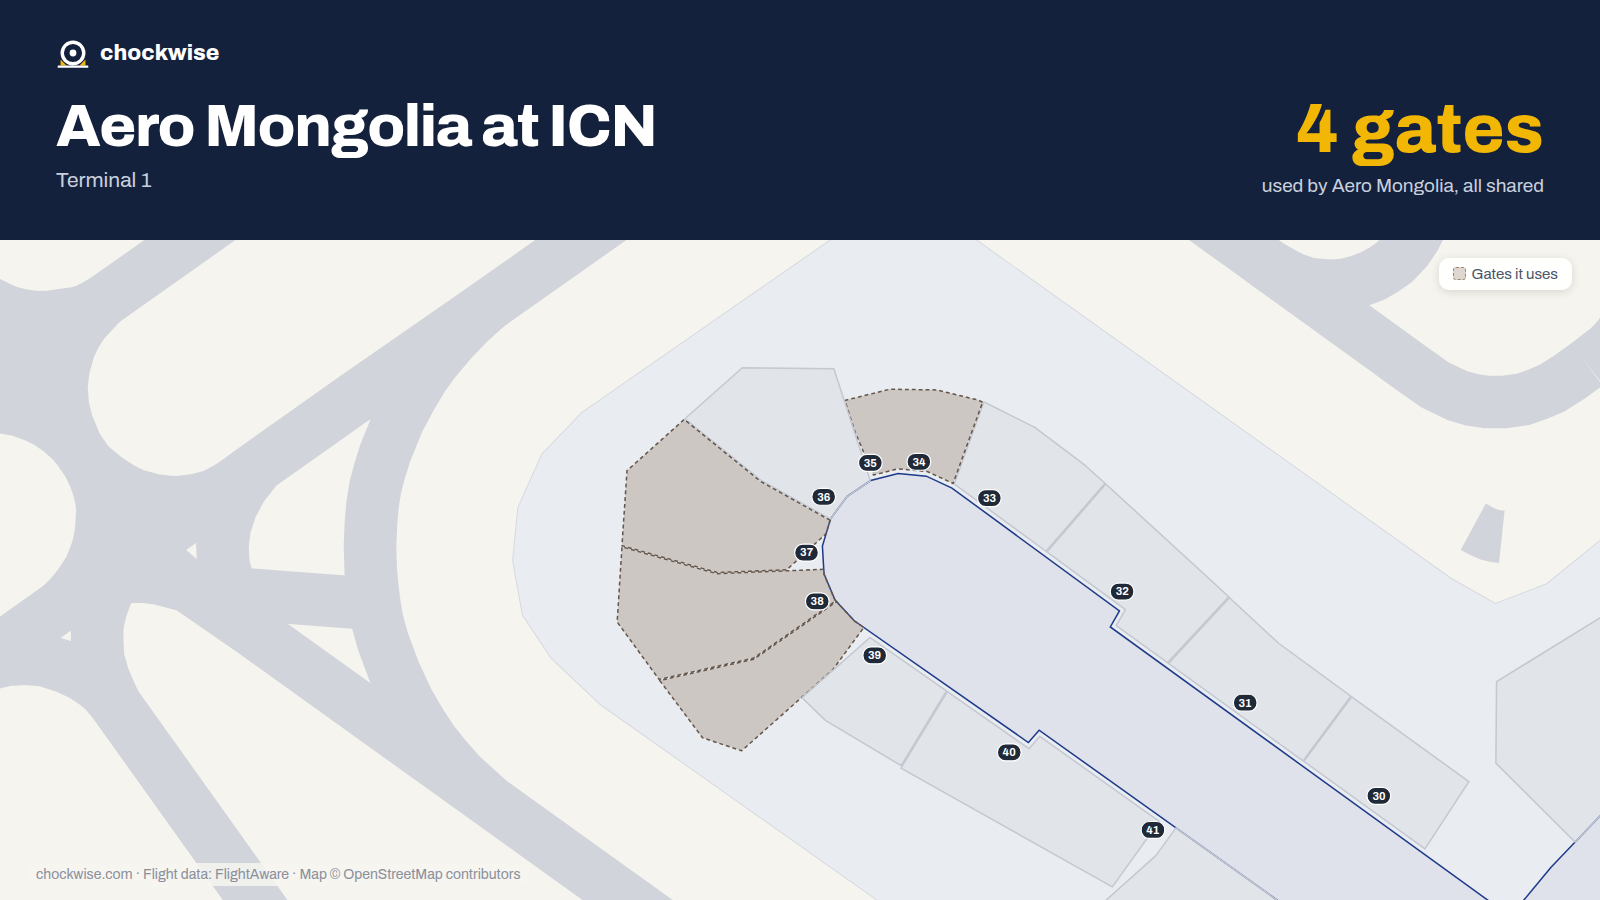 chockwise
Aero Mongolia at ICN
Terminal 1
4 gates
used by Aero Mongolia, all shared
Gates it uses
35
34
36
33
37
32
38
39
31
40
30
41
chockwise.com · Flight data: FlightAware · Map © OpenStreetMap contributors